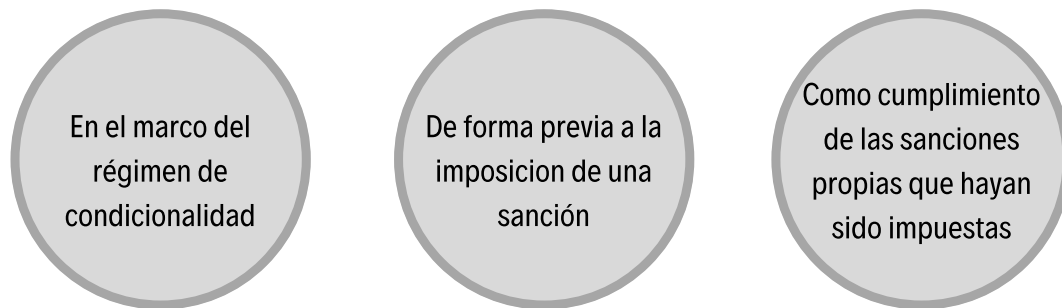 En el marco del
régimen de
condicionalidad
De forma previa a la
imposicion de una
sanción
Como cumplimiento
de las sanciones
propias que hayan
sido impuestas